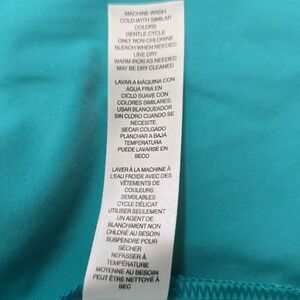 MACHINE WASH
COLD-WITH SIMILAR
COLORS
GENTLE CYCLE
ONLY NON-CLORINE
BLEACH WHEN NEEDED
LINE DRY
WARM IRON AS NEEDED
MAY BE DRY CLEANED
LAVAR A MÁQUINA CON
AGUA FRIA EN
CICLO SUAVE CON
COLORES SIMILARES.
USAR BLANQUEADOR
SIN CLORO CUANDO SE
NECESITE.
SECAR COLGADO
PLANCHAR A BAJA
TEMPERATURA
PUEDE LAVARSE EN
SECO
LAVER À LA MACHINE À
L'EAU FROIDE AVEC DES
VÊTEMENTS DE
COULEURS
SEMBLABLES
CYCLE DÉLICAT
UTILISER SEULEMENT
UN AGENT DE
BLANCHIMENT NON
CHLORÉ AU BESOIN
SUSPENDRE POUR
SÉCHER
REPASSER À
TEMPÉRATURE
MOYENNE AU BESOIN
PEUT ÊTRE NETTOYÉ À
SEC